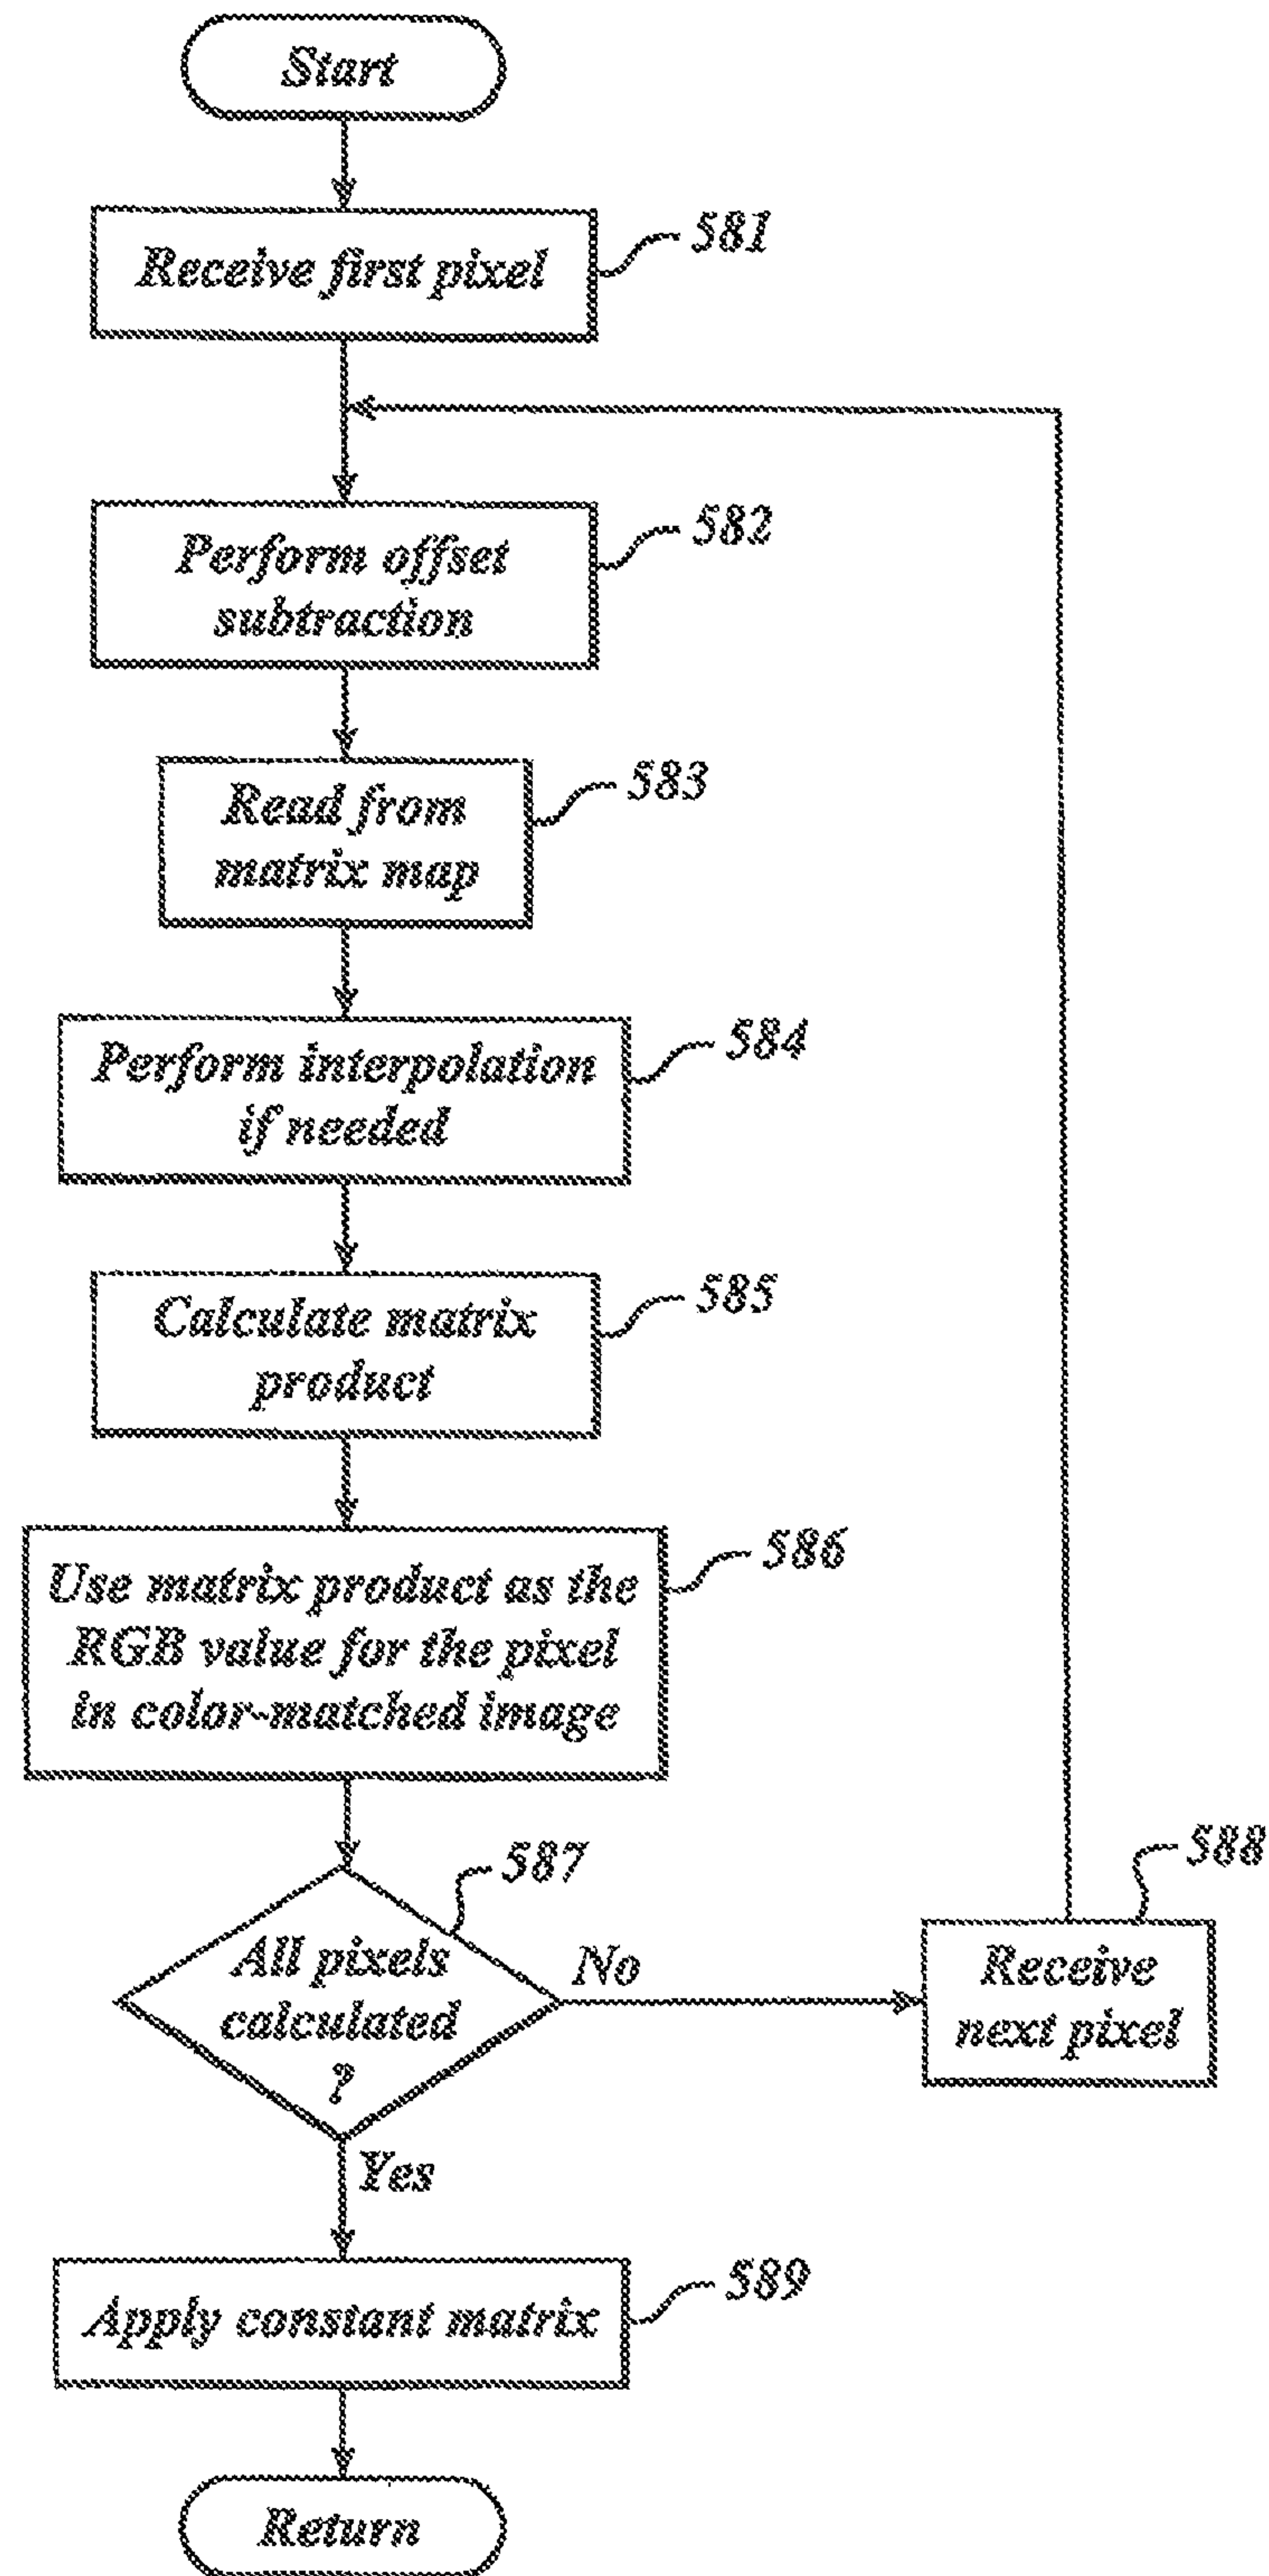 Start
Receive first pixel
581
Perform offset
subtraction
582
Read from
matrix map
583
Perform interpolation
if needed
584
Calculate matrix
product
585
Use matrix product as the
RGB value for the pixel
in color-matched image
586
All pixels
calculated
?
587
No
Receive
next pixel
588
Yes
Apply constant matrix
589
Return